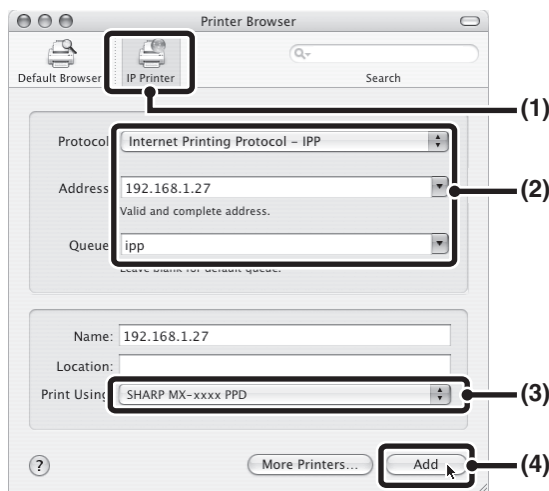 Printer Browser
Default Browser
IP Printer
Search
(1)
Protocol
Internet Printing Protocol – IPP
Address
192.168.1.27
(2)
Valid and complete address.
Queue
ipp
Leave blank for default queue.
Name:
192.168.1.27
Location:
Print Using
SHARP MX-xxxx PPD
(3)
?
More Printers...
Add
(4)